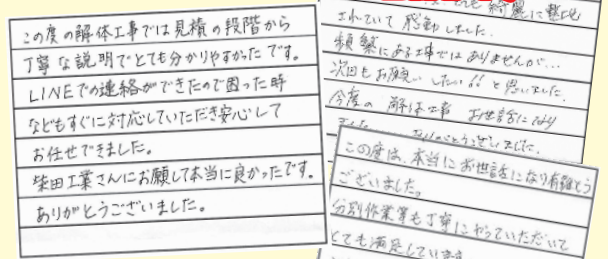 この度の解体工事では見積の段階から
丁寧な説明でとても分かりやすかったです。
LINEでの連絡ができたので困った時
などもすぐに対応していただき安心して
お任せできました。
柴田工業さんにお願して本当に良かったです。
ありがとうございました。
綺麗に整地
されていて感動しました。
頻繁にある工事ではありませんが…
次回もお願いしたい!!と思いました。
今度の解体工事 お世話になり
ありがとうございました。
この度は、本当にお世話になり有難とう
ございました。
分別作業等も丁寧にやっていただいて
とても満足しています